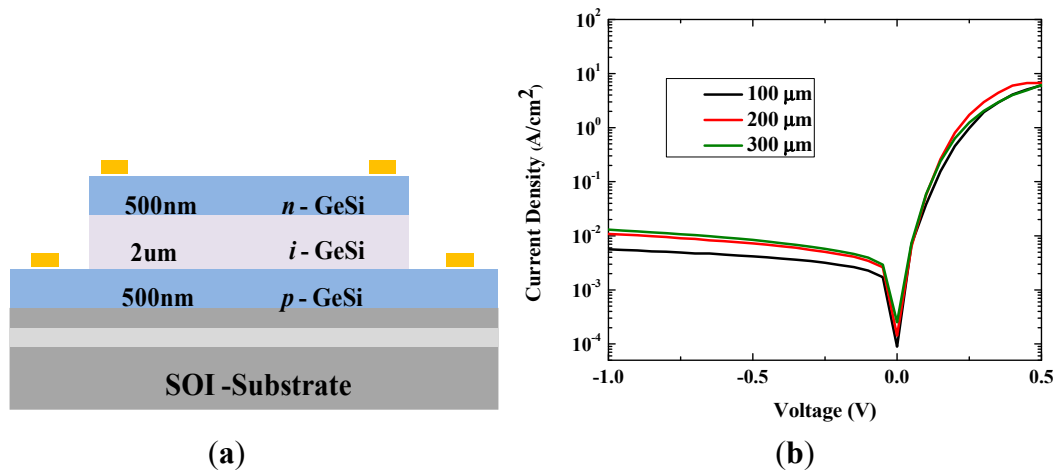 500nm n - GeSi
2um i - GeSi
500nm p - GeSi
SOI -Substrate
(a)
10²
10¹
10⁰
10⁻¹
10⁻²
10⁻³
10⁻⁴
Current Density (A/cm²)
100 μm
200 μm
300 μm
-1.0 -0.5 0.0 0.5
Voltage (V)
(b)